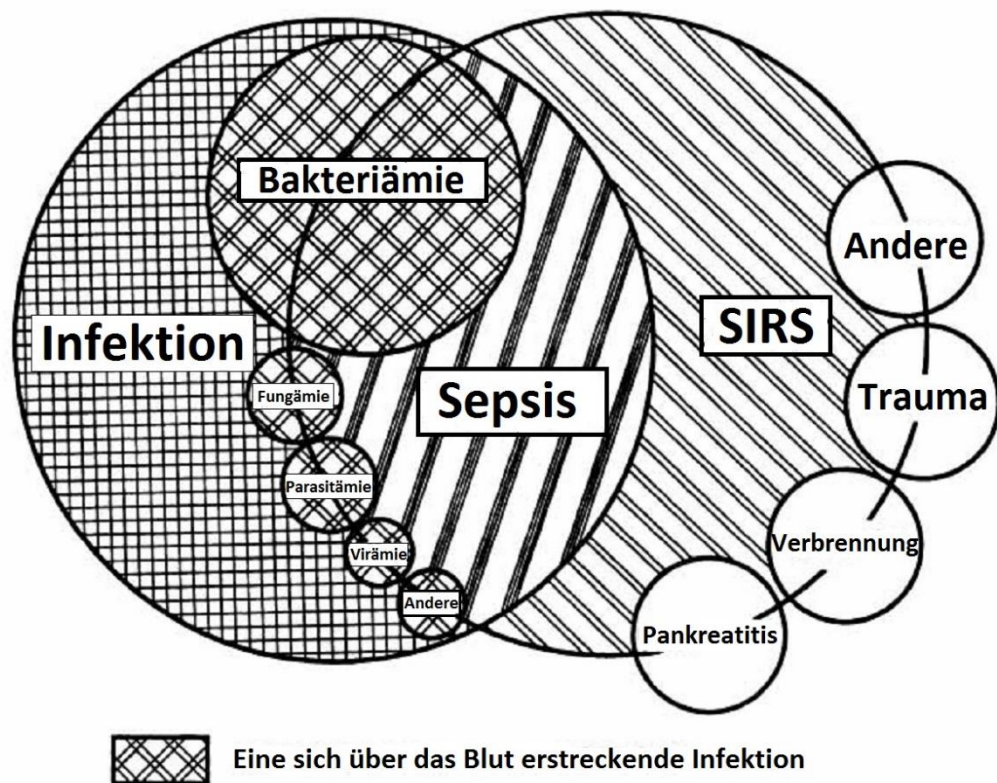 Bakteriämie
Infektion
Fungämie
Parasitämie
Virämie
Andere
Sepsis
SIRS
Andere
Trauma
Verbrennung
Pankreatitis
Eine sich über das Blut erstreckende Infektion